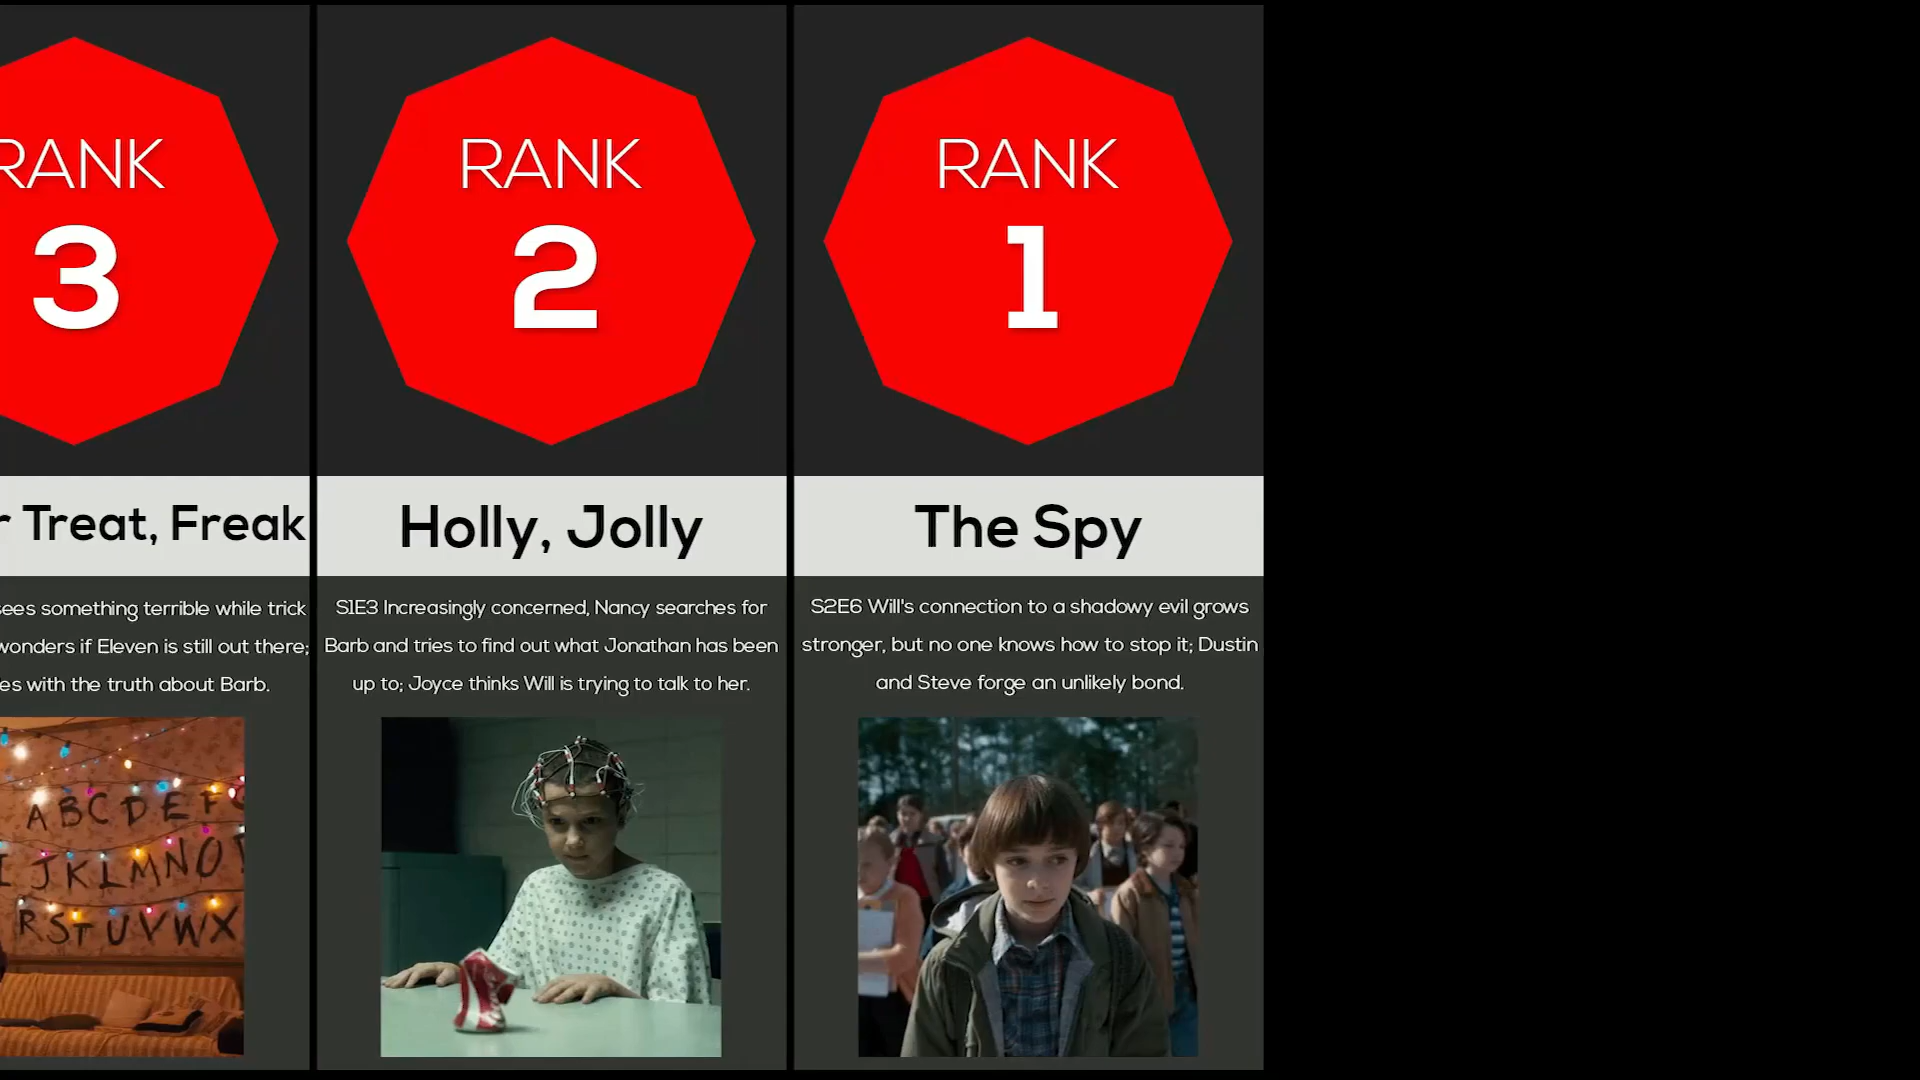 RANK
3
r Treat, Freak
sees something terrible while trick
wonders if Eleven is still out there;
es with the truth about Barb.
ABCDEF
IJKLMNO
RSTUVWX
RANK
2
Holly, Jolly
S1E3 Increasingly concerned, Nancy searches for
Barb and tries to find out what Jonathan has been
up to; Joyce thinks Will is trying to talk to her.
RANK
1
The Spy
S2E6 Will's connection to a shadowy evil grows
stronger, but no one knows how to stop it; Dustin
and Steve forge an unlikely bond.